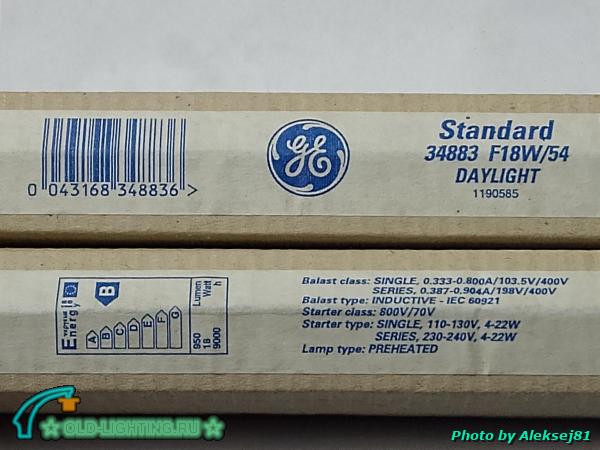 Standard
34883 F18W/54
DAYLIGHT
1190585
GE
0 043168 348836 >
Energy
B
A
B
C
D
E
F
G
Lumen
Watt
h
950
18
9000
Balast class: SINGLE, 0.333-0.800A/103.5V/400V
SERIES, 0.387-0.904A/198V/400V
Balast type: INDUCTIVE - IEC 60921
Starter class: 800V/70V
Starter type: SINGLE, 110-130V, 4-22W
SERIES, 230-240V, 4-22W
Lamp type: PREHEATED
OLD-LIGHTING.RU
Photo by Aleksej81